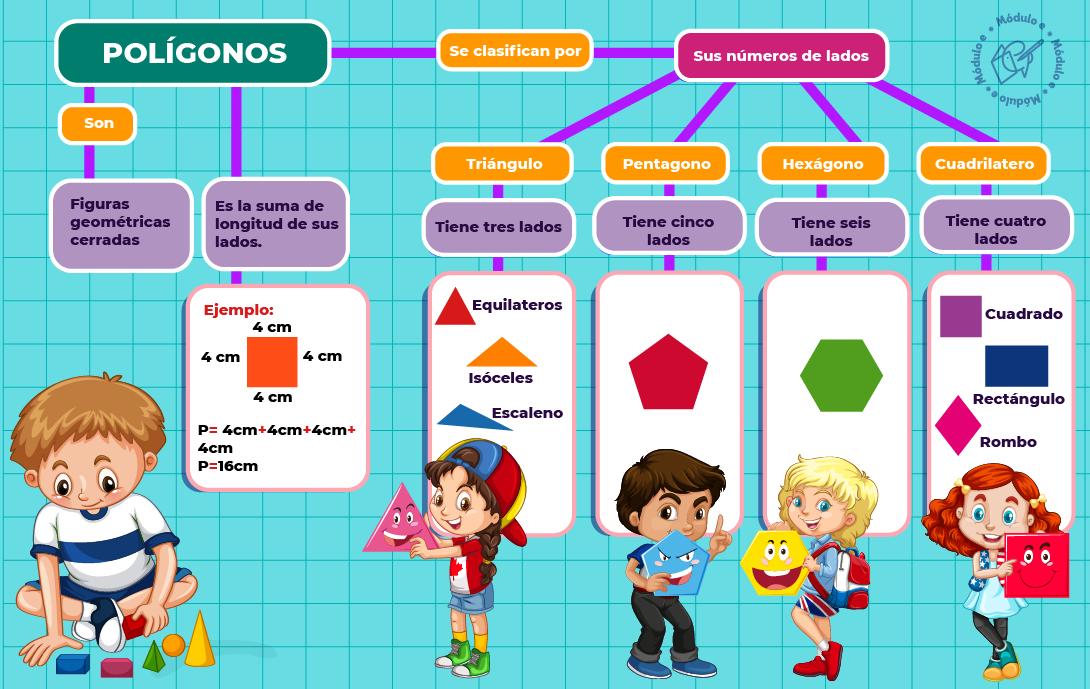 POLÍGONOS
Se clasifican por
Sus números de lados
Módulo e • Módulo e • Módulo e • Módulo e •
Son
Figuras
geométricas
cerradas
Es la suma de
longitud de sus
lados.
Ejemplo:
4 cm
4 cm
4 cm
4 cm
P= 4cm+4cm+4cm+
4cm
P=16cm
Triángulo
Tiene tres lados
Equilateros
Isóceles
Escaleno
Pentagono
Tiene cinco
lados
Hexágono
Tiene seis
lados
Cuadrilatero
Tiene cuatro
lados
Cuadrado
Rectángulo
Rombo